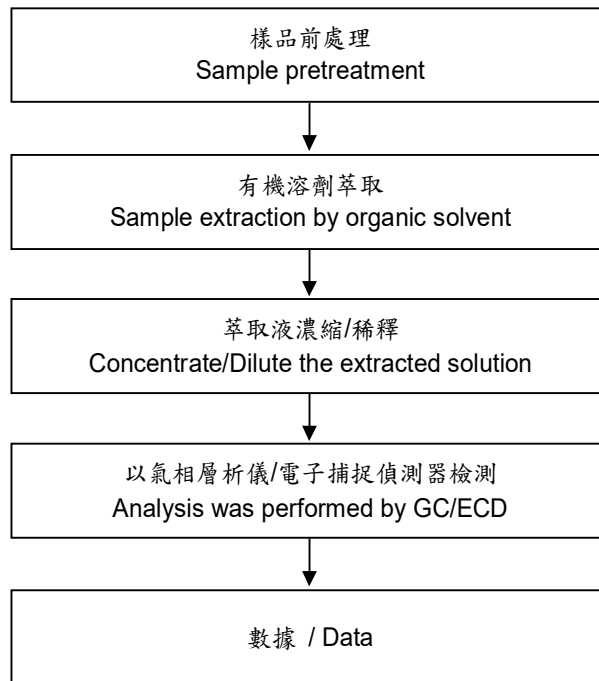 樣品前處理
Sample pretreatment
有機溶劑萃取
Sample extraction by organic solvent
萃取液濃縮/稀釋
Concentrate/Dilute the extracted solution
以氣相層析儀/電子捕捉偵測器檢測
Analysis was performed by GC/ECD
數據 / Data